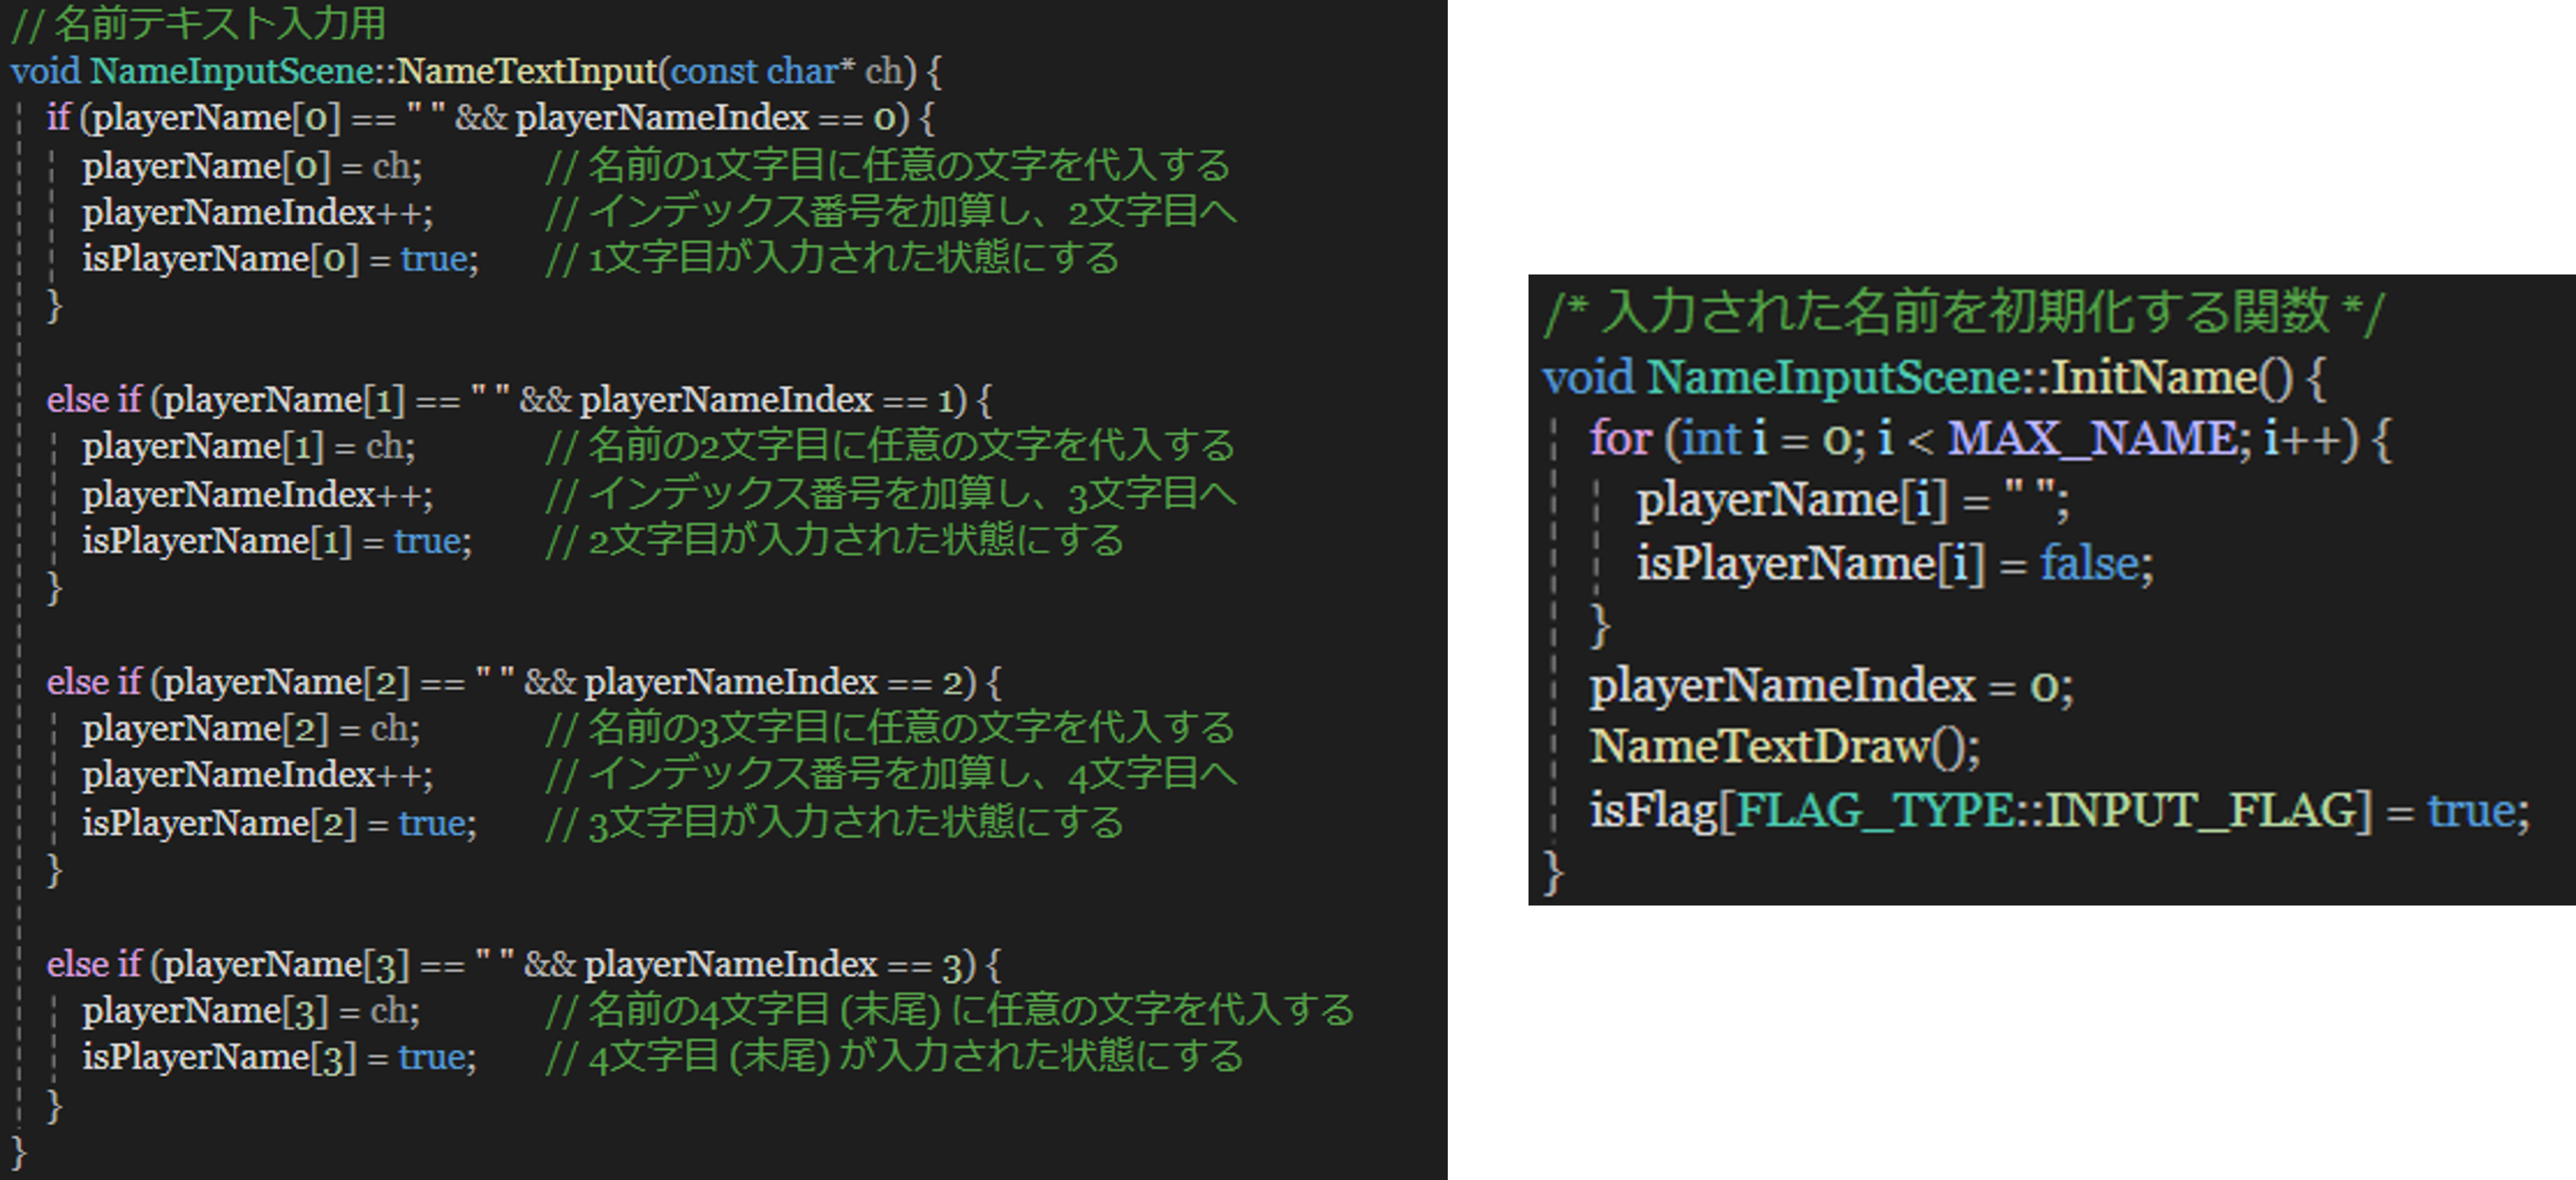 // 名前テキスト入力用
void NameInputScene::NameTextInput(const char* ch) {
if (playerName[0] == " " && playerNameIndex == 0) {
playerName[0] = ch; // 名前の1文字目に任意の文字を代入する
playerNameIndex++; // インデックス番号を加算し、2文字目へ
isPlayerName[0] = true; // 1文字目が入力された状態にする
}
else if (playerName[1] == " " && playerNameIndex == 1) {
playerName[1] = ch; // 名前の2文字目に任意の文字を代入する
playerNameIndex++; // インデックス番号を加算し、3文字目へ
isPlayerName[1] = true; // 2文字目が入力された状態にする
}
else if (playerName[2] == " " && playerNameIndex == 2) {
playerName[2] = ch; // 名前の3文字目に任意の文字を代入する
playerNameIndex++; // インデックス番号を加算し、4文字目へ
isPlayerName[2] = true; // 3文字目が入力された状態にする
}
else if (playerName[3] == " " && playerNameIndex == 3) {
playerName[3] = ch; // 名前の4文字目 (末尾) に任意の文字を代入する
isPlayerName[3] = true; // 4文字目 (末尾) が入力された状態にする
}
}
/* 入力された名前を初期化する関数 */
void NameInputScene::InitName() {
for (int i = 0; i < MAX_NAME; i++) {
playerName[i] = " ";
isPlayerName[i] = false;
}
playerNameIndex = 0;
NameTextDraw();
isFlag[FLAG_TYPE::INPUT_FLAG] = true;
}